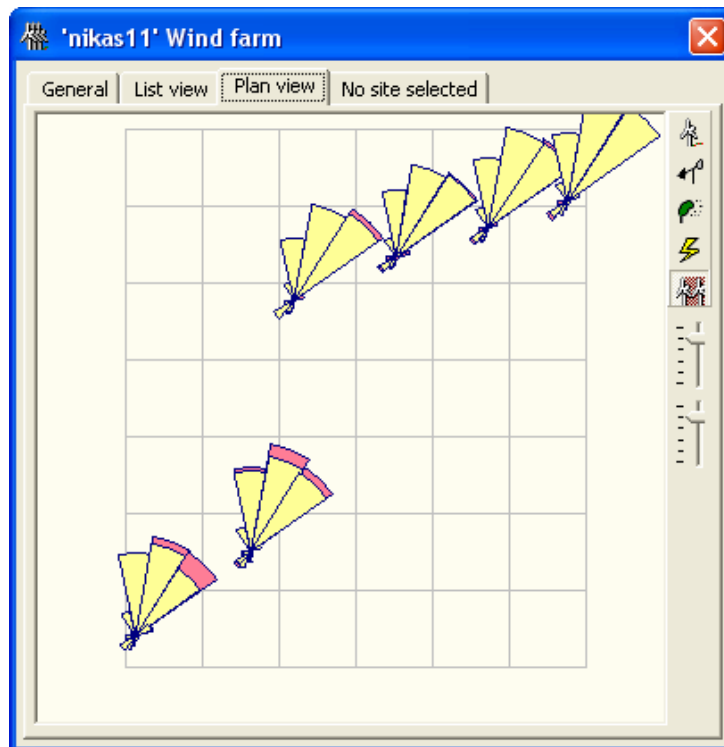 'nikas11' Wind farm
General
List view
Plan view
No site selected